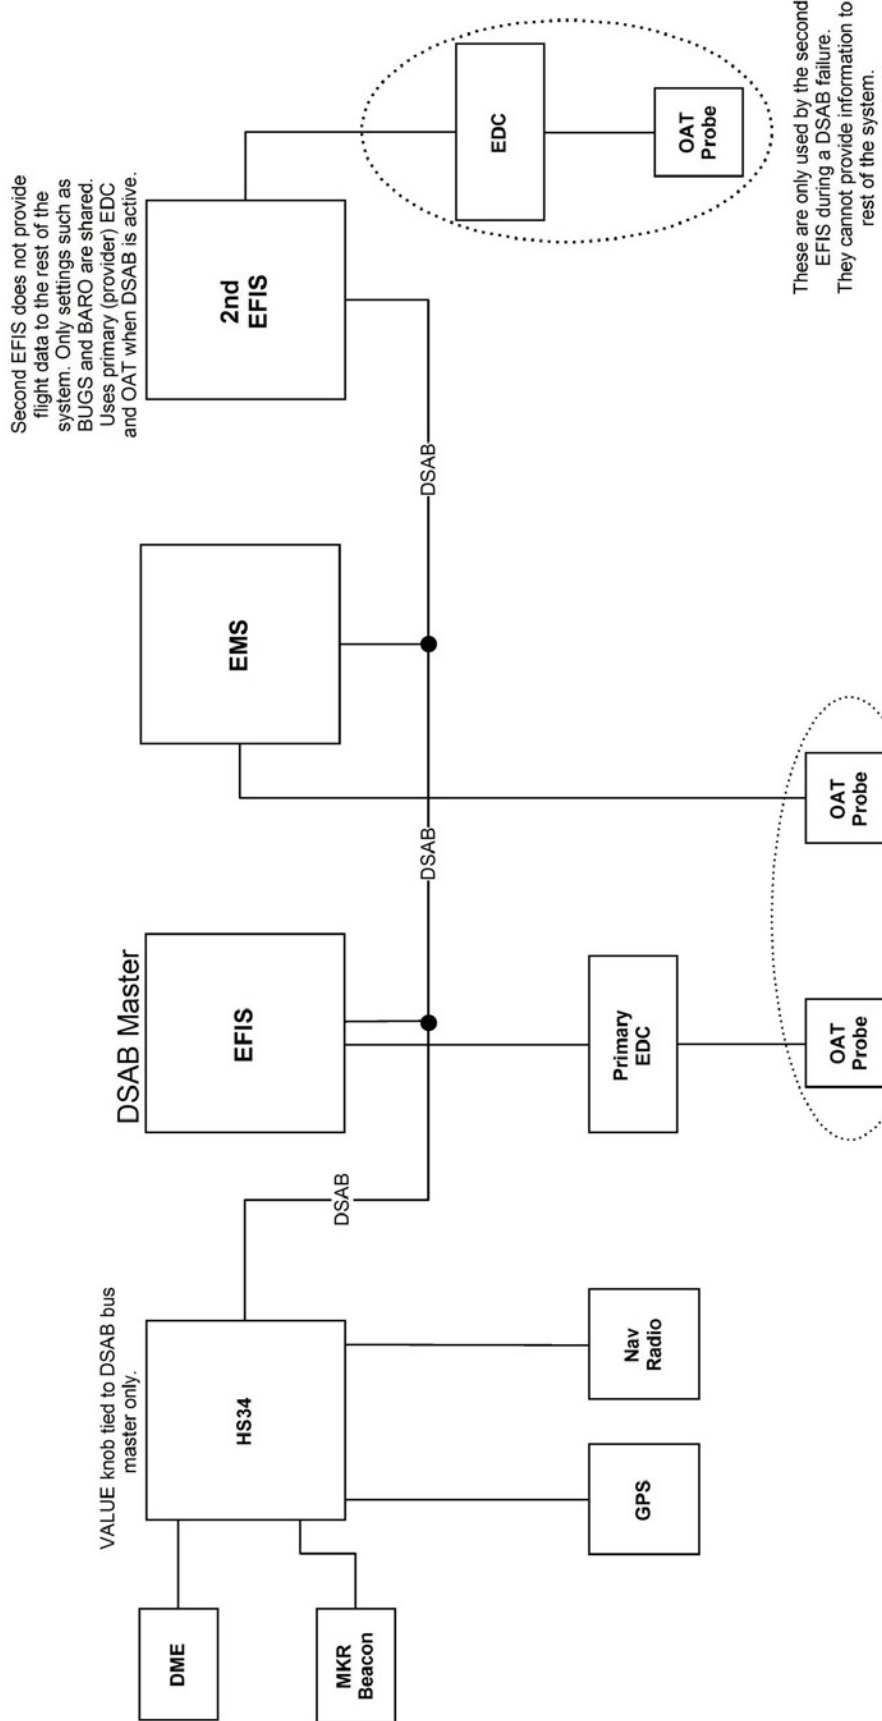 Second EFIS does not provide
flight data to the rest of the
system. Only settings such as
BUGS and BARO are shared.
Uses primary (provider) EDC
and OAT when DSAB is active.
VALUE knob tied to DSAB bus
master only.
DSAB Master
DME
MKR
Beacon
HS34
EFIS
EMS
2nd
EFIS
DSAB
DSAB
DSAB
GPS
Nav
Radio
Primary
EDC
EDC
OAT
Probe
OAT
Probe
OAT
Probe
These are only used by the second
EFIS during a DSAB failure.
They cannot provide information to
rest of the system.